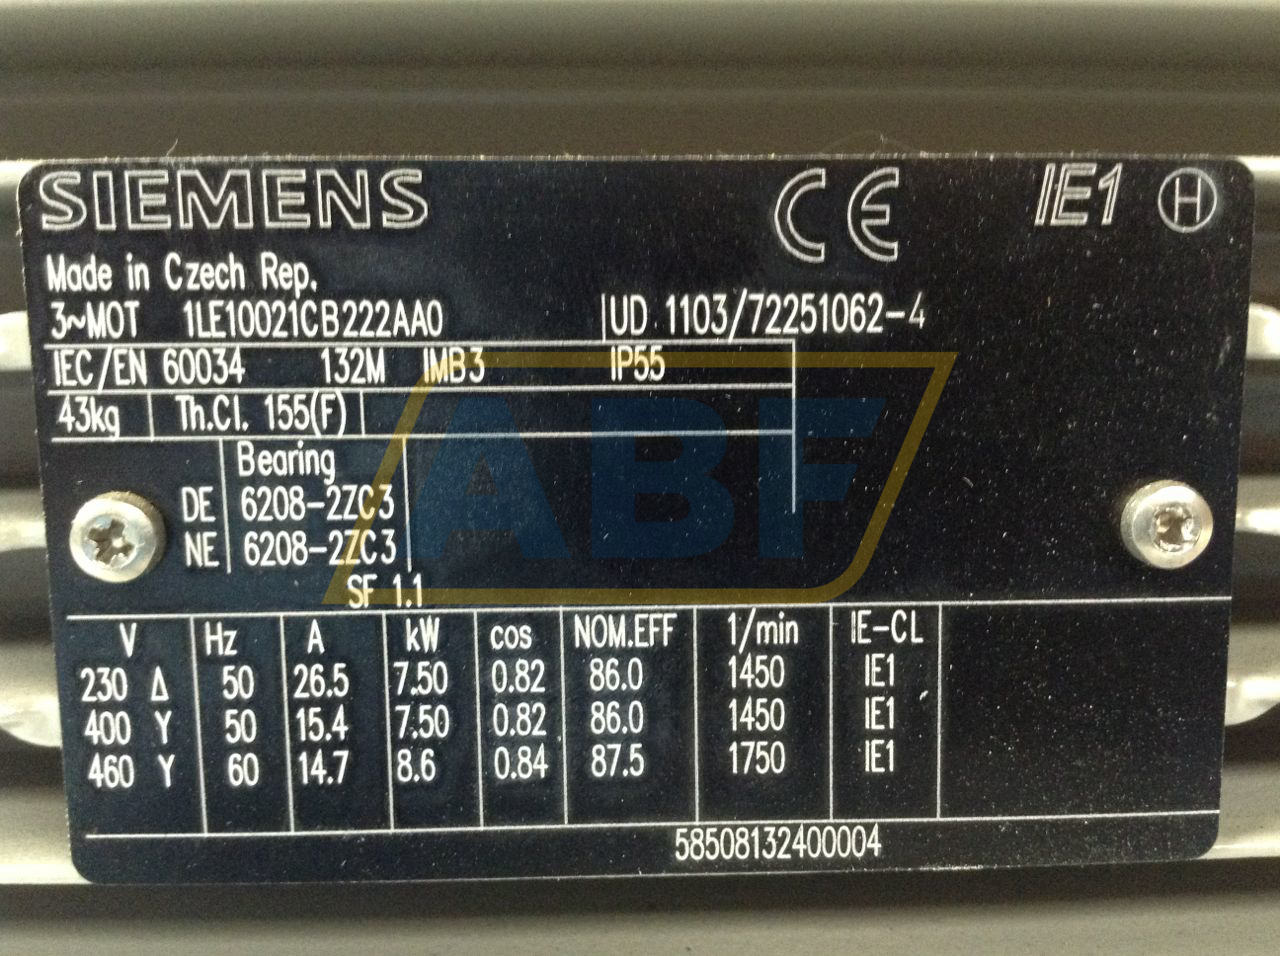 SIEMENS CE IE1 H
Made in Czech Rep.
3~MOT 1LE10021CB222AA0 UD 1103/72251062-4
IEC/EN 60034 132M IMB3 IP55
43kg Th.Cl. 155(F)
Bearing
DE 6208-2ZC3
NE 6208-2ZC3
SF 1.1
V Hz A kW cos NOM.EFF 1/min IE-CL
230 Δ 50 26.5 7.50 0.82 86.0 1450 IE1
400 Y 50 15.4 7.50 0.82 86.0 1450 IE1
460 Y 60 14.7 8.6 0.84 87.5 1750 IE1
58508132400004
ABF